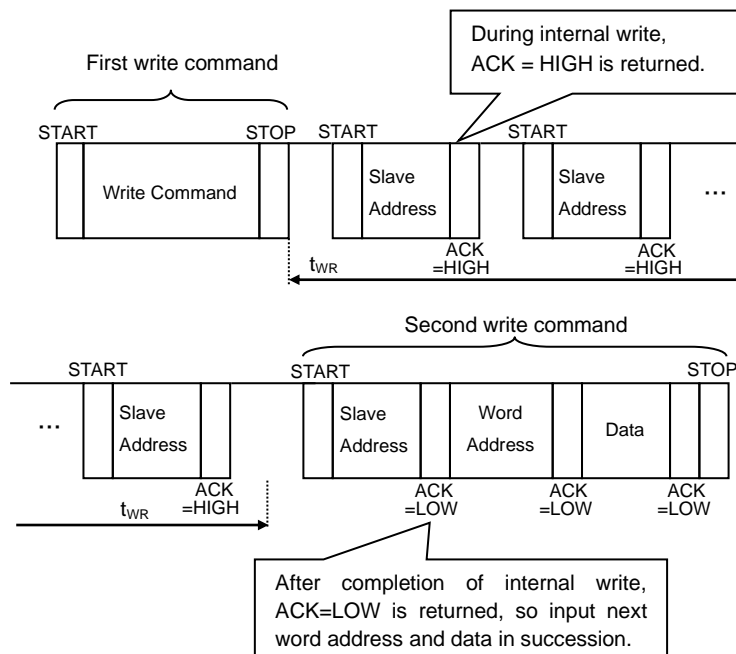 During internal write,
ACK = HIGH is returned.
First write command
START STOP START START
Write Command
Slave
Address
Slave
Address
...
ACK
=HIGH
ACK
=HIGH
tWR
Second write command
START START STOP
...
Slave
Address
Slave
Address
Word
Address
Data
ACK
=HIGH
ACK
=LOW
ACK
=LOW
ACK
=LOW
tWR
After completion of internal write,
ACK=LOW is returned, so input next
word address and data in succession.